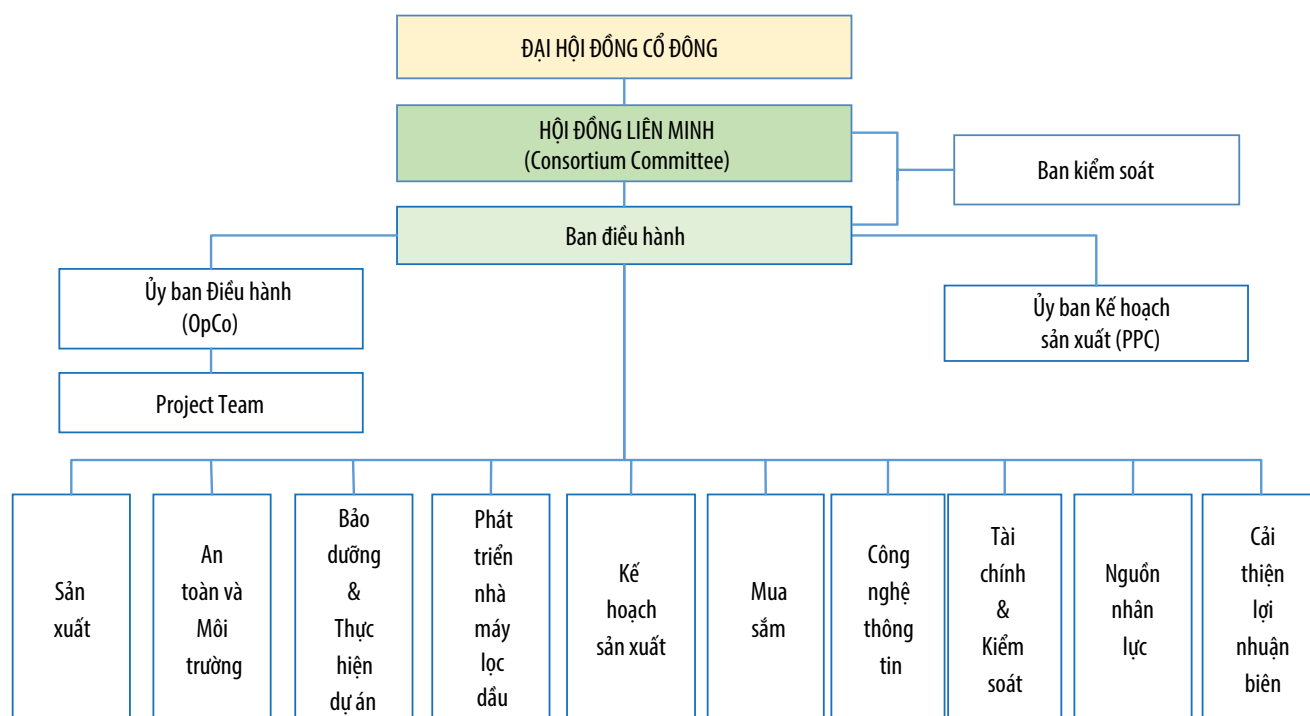 ĐẠI HỘI ĐỒNG CỔ ĐÔNG
HỘI ĐỒNG LIÊN MINH
(Consortium Committee)
Ban kiểm soát
Ban điều hành
Ủy ban Điều hành
(OpCo)
Ủy ban Kế hoạch
sản xuất (PPC)
Project Team
Sản
xuất
An
toàn và
Môi
trường
Bảo
dưỡng
&
Thực
hiện
dự án
Phát
triển
nhà
máy
lọc
dầu
Kế
hoạch
sản xuất
Mua
sắm
Công
nghệ
thông
tin
Tài
chính
&
Kiểm
soát
Nguồn
nhân
lực
Cải
thiện
lợi
nhuận
biên